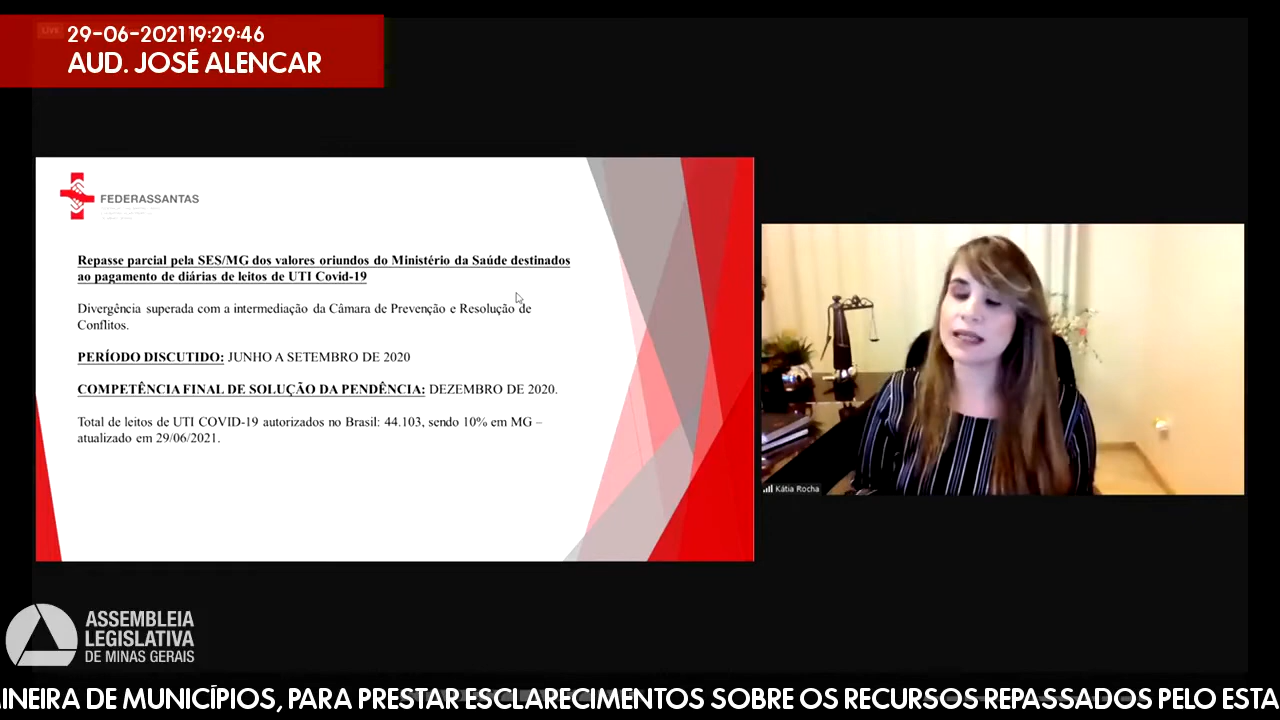 LIVE
29-06-2021 19:29:46
AUD. JOSÉ ALENCAR
FEDERASSANTAS
Repasse parcial pela SES/MG dos valores oriundos do Ministério da Saúde destinados
ao pagamento de diárias de leitos de UTI Covid-19
Divergência superada com a intermediação da Câmara de Prevenção e Resolução de
Conflitos.
PERÍODO DISCUTIDO: JUNHO A SETEMBRO DE 2020
COMPETÊNCIA FINAL DE SOLUÇÃO DA PENDÊNCIA: DEZEMBRO DE 2020.
Total de leitos de UTI COVID-19 autorizados no Brasil: 44.103, sendo 10% em MG –
atualizado em 29/06/2021.
Kátia Rocha
ASSEMBLEIA
LEGISLATIVA
DE MINAS GERAIS
INEIRA DE MUNICÍPIOS, PARA PRESTAR ESCLARECIMENTOS SOBRE OS RECURSOS REPASSADOS PELO ESTA